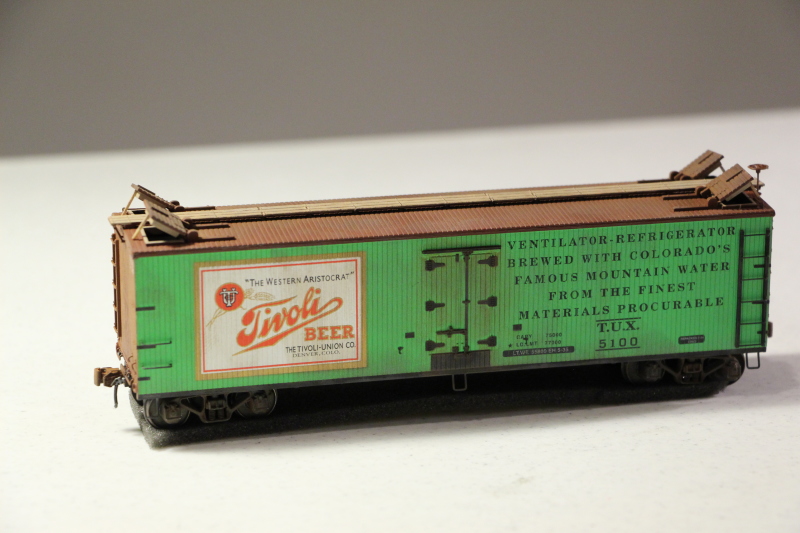 "THE WESTERN ARISTOCRAT"
TU
Tivoli
BEER
THE TIVOLI-UNION CO.
DENVER, COLO.
VENTILATOR-REFRIGERATOR
BREWED WITH COLORADO'S
FAMOUS MOUNTAIN WATER
FROM THE FINEST
MATERIALS PROCURABLE
T.U.X.
5100